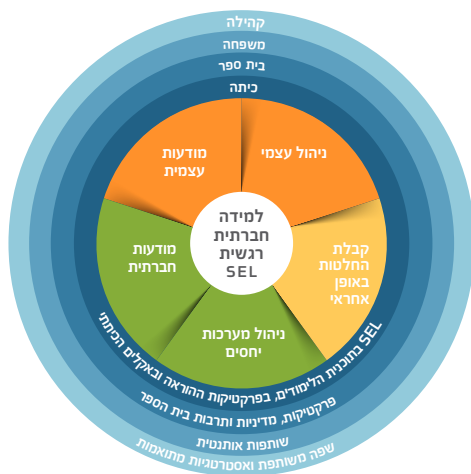 קהילה
משפחה
בית ספר
כיתה
ניהול עצמי
מודעות
עצמית
למידה
חברתית
רגשית
SEL
קבלת
החלטות
באופן
אחראי
מודעות
חברתית
ניהול מערכות
יחסים
SEL בתוכנית הלימודים, בפרקטיקות ההוראה ובאקלים הכיתתי
פרקטיקות, מדיניות ותרבות בית הספר
שותפות אותנטית
שפה משותפת ואסטרטגיות מתואמות